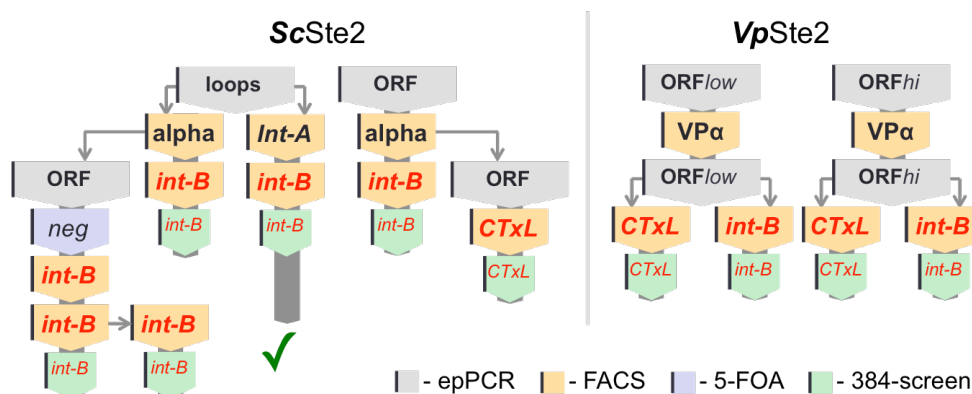 ScSte2
VpSte2
loops
ORF
ORFlow
ORFhi
alpha
Int-A
alpha
VPα
VPα
ORF
int-B
int-B
int-B
ORF
ORFlow
ORFhi
neg
int-B
int-B
int-B
CTxL
CTxL
int-B
CTxL
int-B
int-B
CTxL
CTxL
int-B
CTxL
int-B
int-B
int-B
int-B
int-B
- epPCR
- FACS
- 5-FOA
- 384-screen